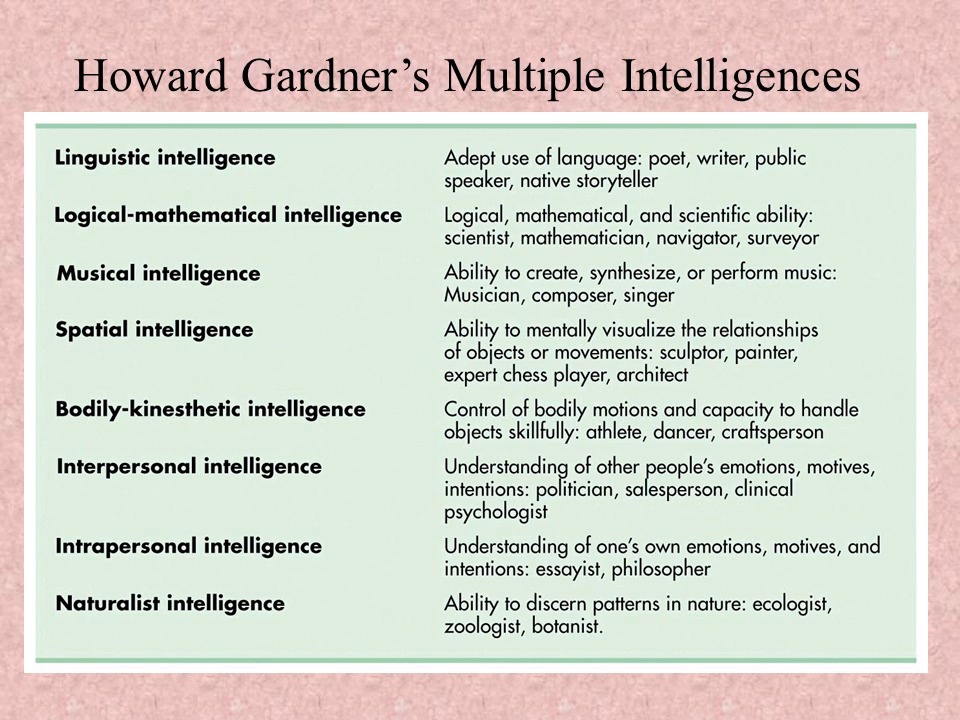 Howard Gardner’s Multiple Intelligences
Linguistic intelligence
Adept use of language: poet, writer, public
speaker, native storyteller
Logical-mathematical intelligence
Logical, mathematical, and scientific ability:
scientist, mathematician, navigator, surveyor
Musical intelligence
Ability to create, synthesize, or perform music:
Musician, composer, singer
Spatial intelligence
Ability to mentally visualize the relationships
of objects or movements: sculptor, painter,
expert chess player, architect
Bodily-kinesthetic intelligence
Control of bodily motions and capacity to handle
objects skillfully: athlete, dancer, craftsperson
Interpersonal intelligence
Understanding of other people’s emotions, motives,
intentions: politician, salesperson, clinical
psychologist
Intrapersonal intelligence
Understanding of one’s own emotions, motives, and
intentions: essayist, philosopher
Naturalist intelligence
Ability to discern patterns in nature: ecologist,
zoologist, botanist.